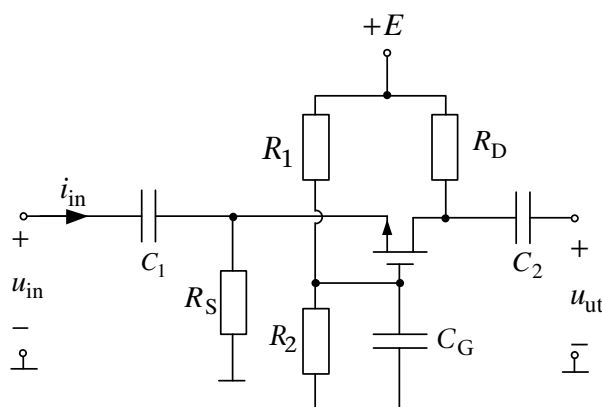 +E
R1
RD
iin
+
C1
C2
+
uin
RS
R2
CG
uut
−
−